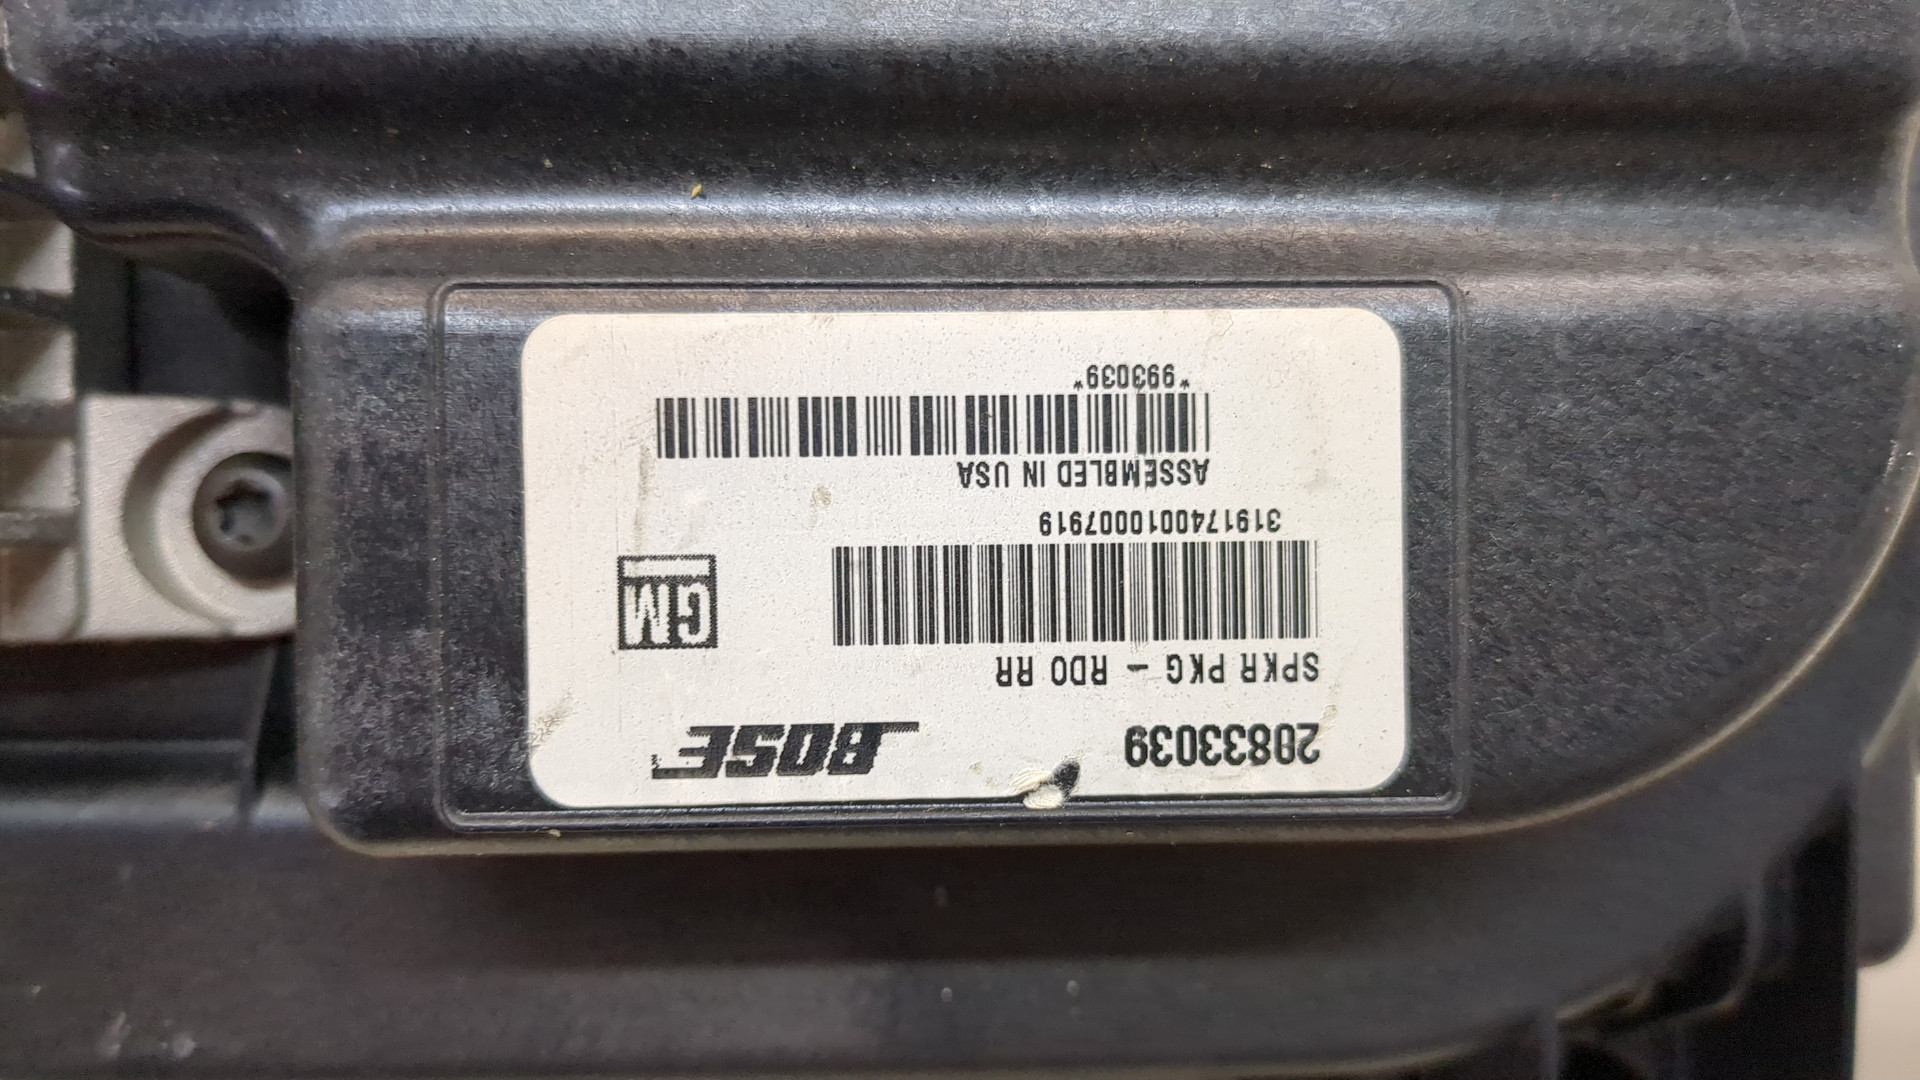 20833039 BOSE
SPKR PKG - RDO RR
GM
3191740010007919
ASSEMBLED IN USA
*993039*